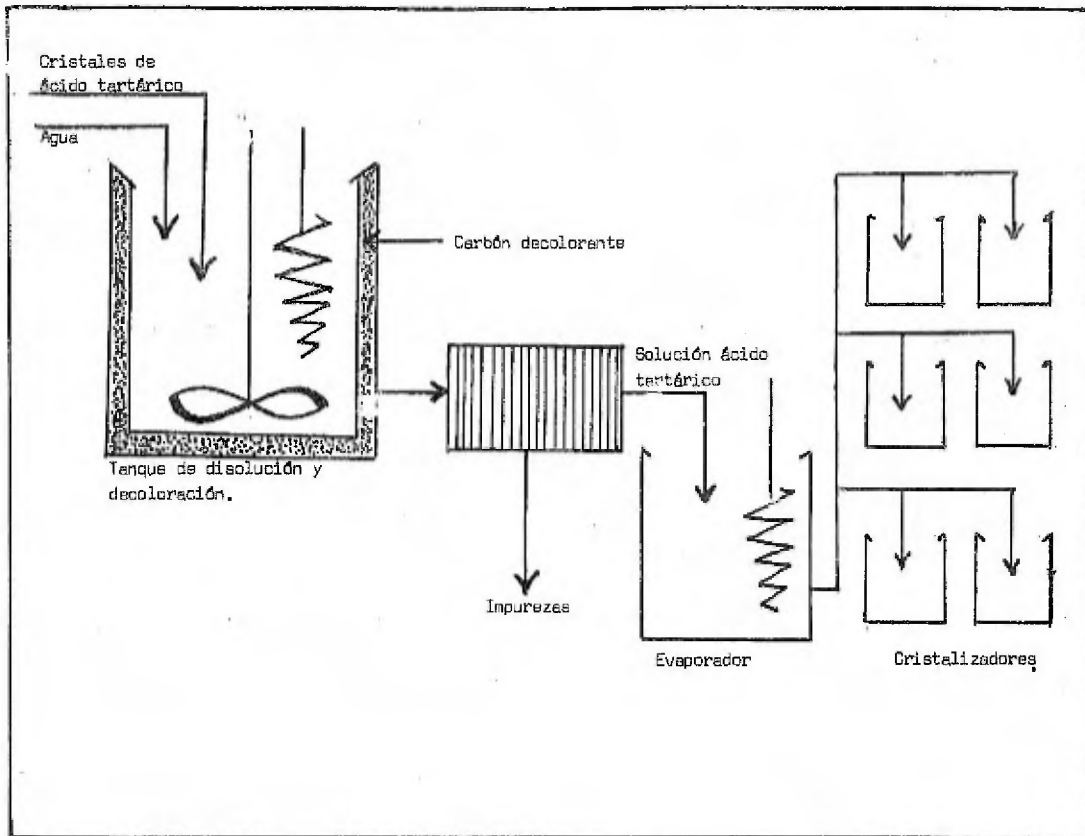 Cristales de
Ácido tartárico
Agua
Carbón decolorante
Solución ácido
tartárico
Tanque de disolución y
decoloración.
Impurezas
Evaporador
Cristalizadores.